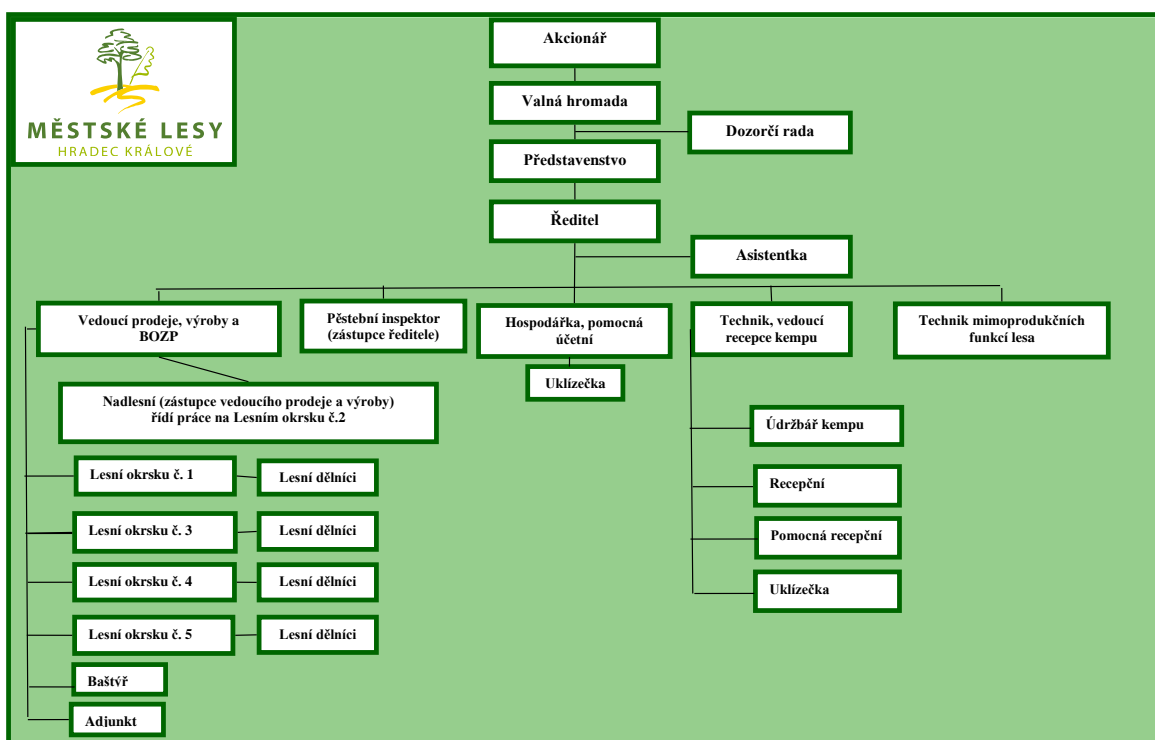 MĚSTSKÉ LESY
HRADEC KRÁLOVÉ
Akcionář
Valná hromada
Dozorčí rada
Představenstvo
Ředitel
Asistentka
Vedoucí prodeje, výroby a
BOZP
Pěstební inspektor
(zástupce ředitele)
Hospodářka, pomocná
účetní
Technik, vedoucí
recepce kempu
Technik mimoprodukčních
funkcí lesa
Uklízečka
Nadlesní (zástupce vedoucího prodeje a výroby)
řídí práce na Lesním okrsku č.2
Údržbář kempu
Lesní okrsku č. 1
Lesní dělníci
Recepční
Lesní okrsku č. 3
Lesní dělníci
Pomocná recepční
Lesní okrsku č. 4
Lesní dělníci
Uklízečka
Lesní okrsku č. 5
Lesní dělníci
Baštýř
Adjunkt